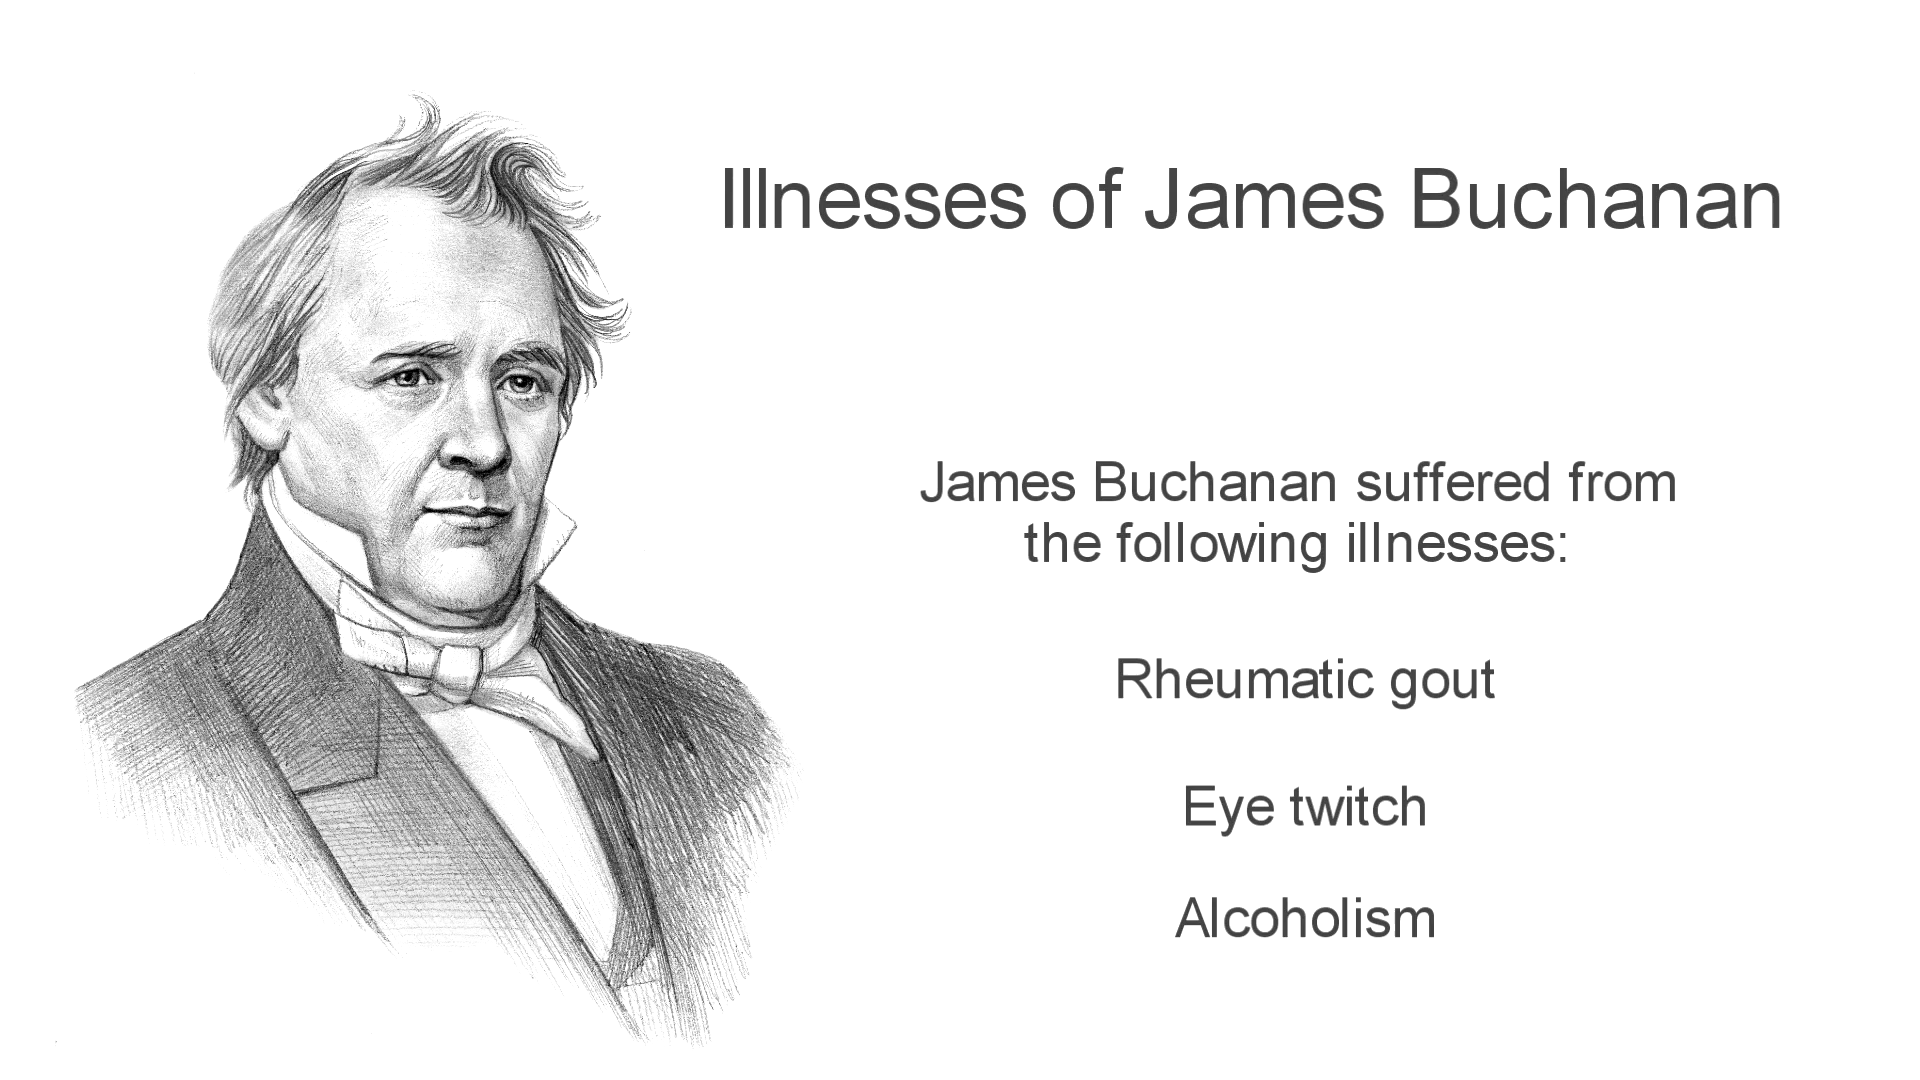 Illnesses of James Buchanan
James Buchanan suffered from
the following illnesses:
Rheumatic gout
Eye twitch
Alcoholism